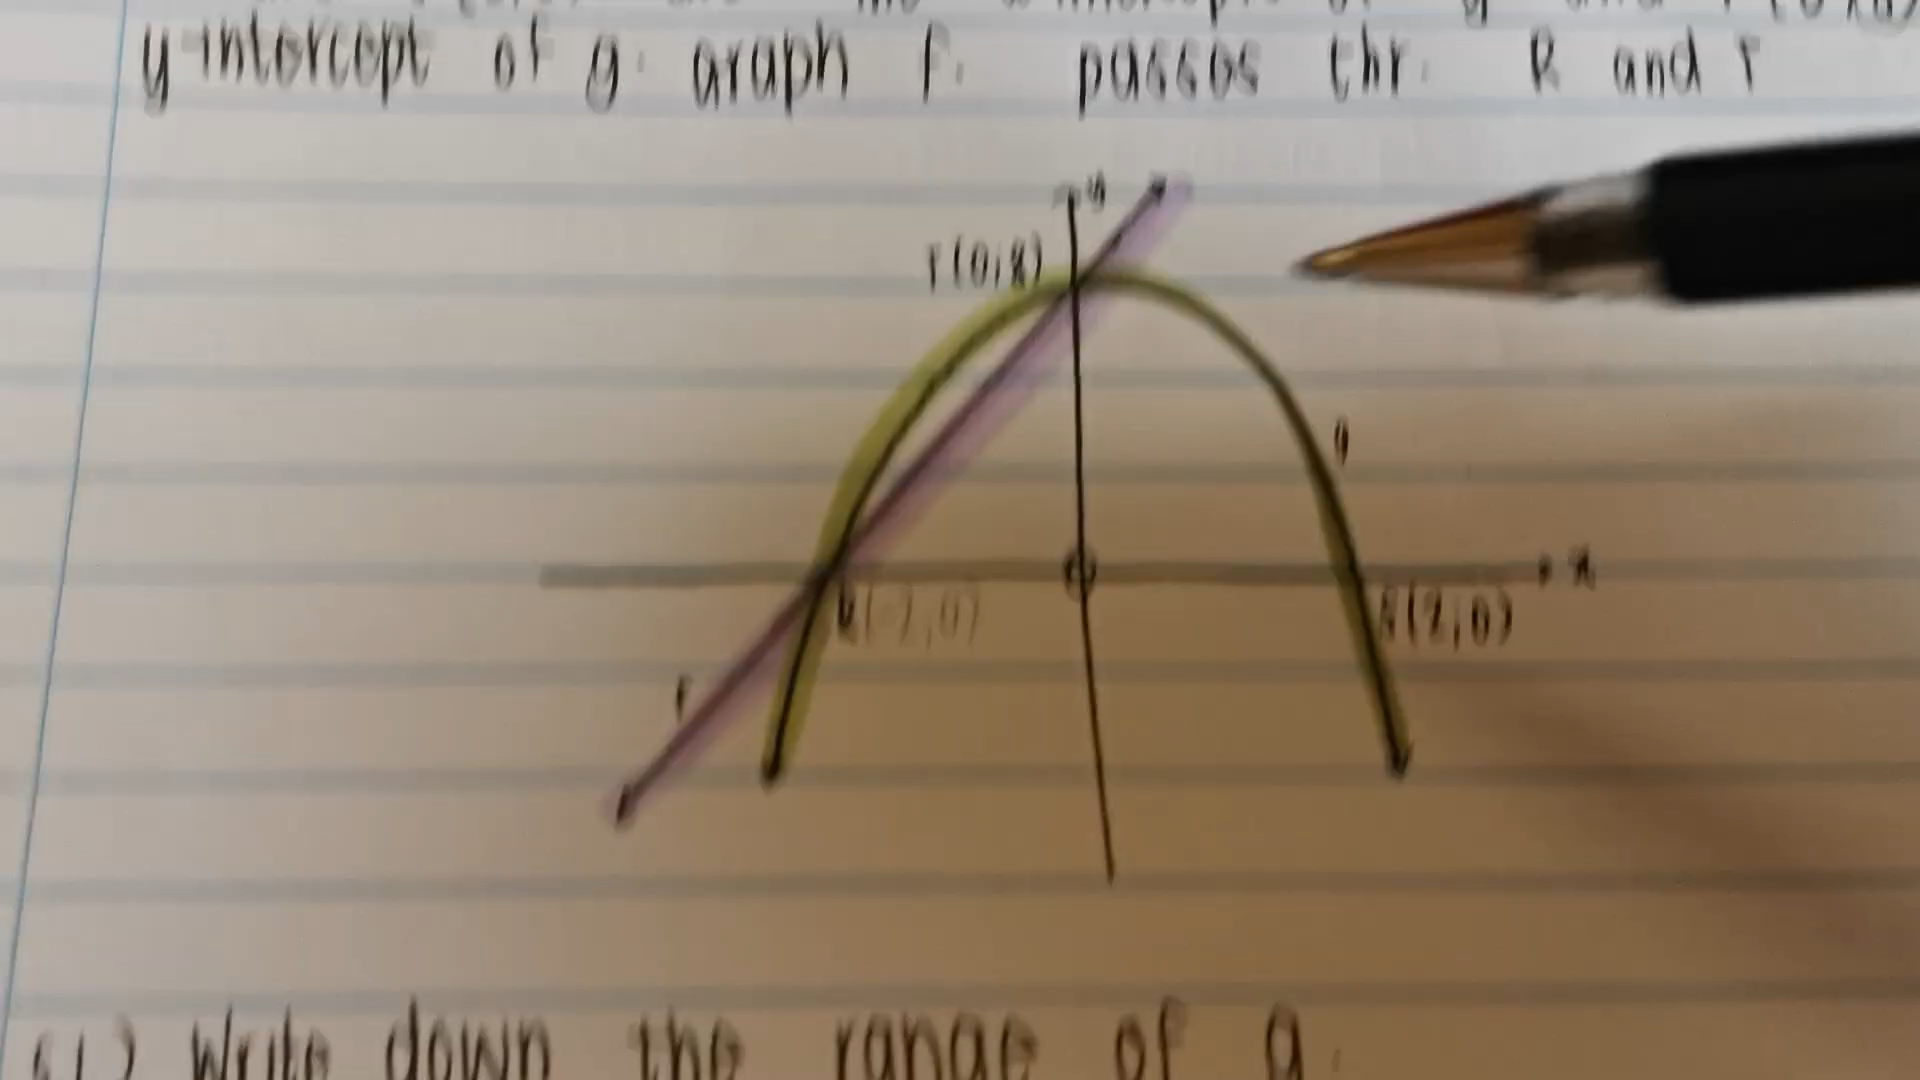 y-intercept of g. Graph f. passes thr. R and T
y
T(0;8)
g
x
R(-2;0)
S(2;0)
f
Write down the range of g.